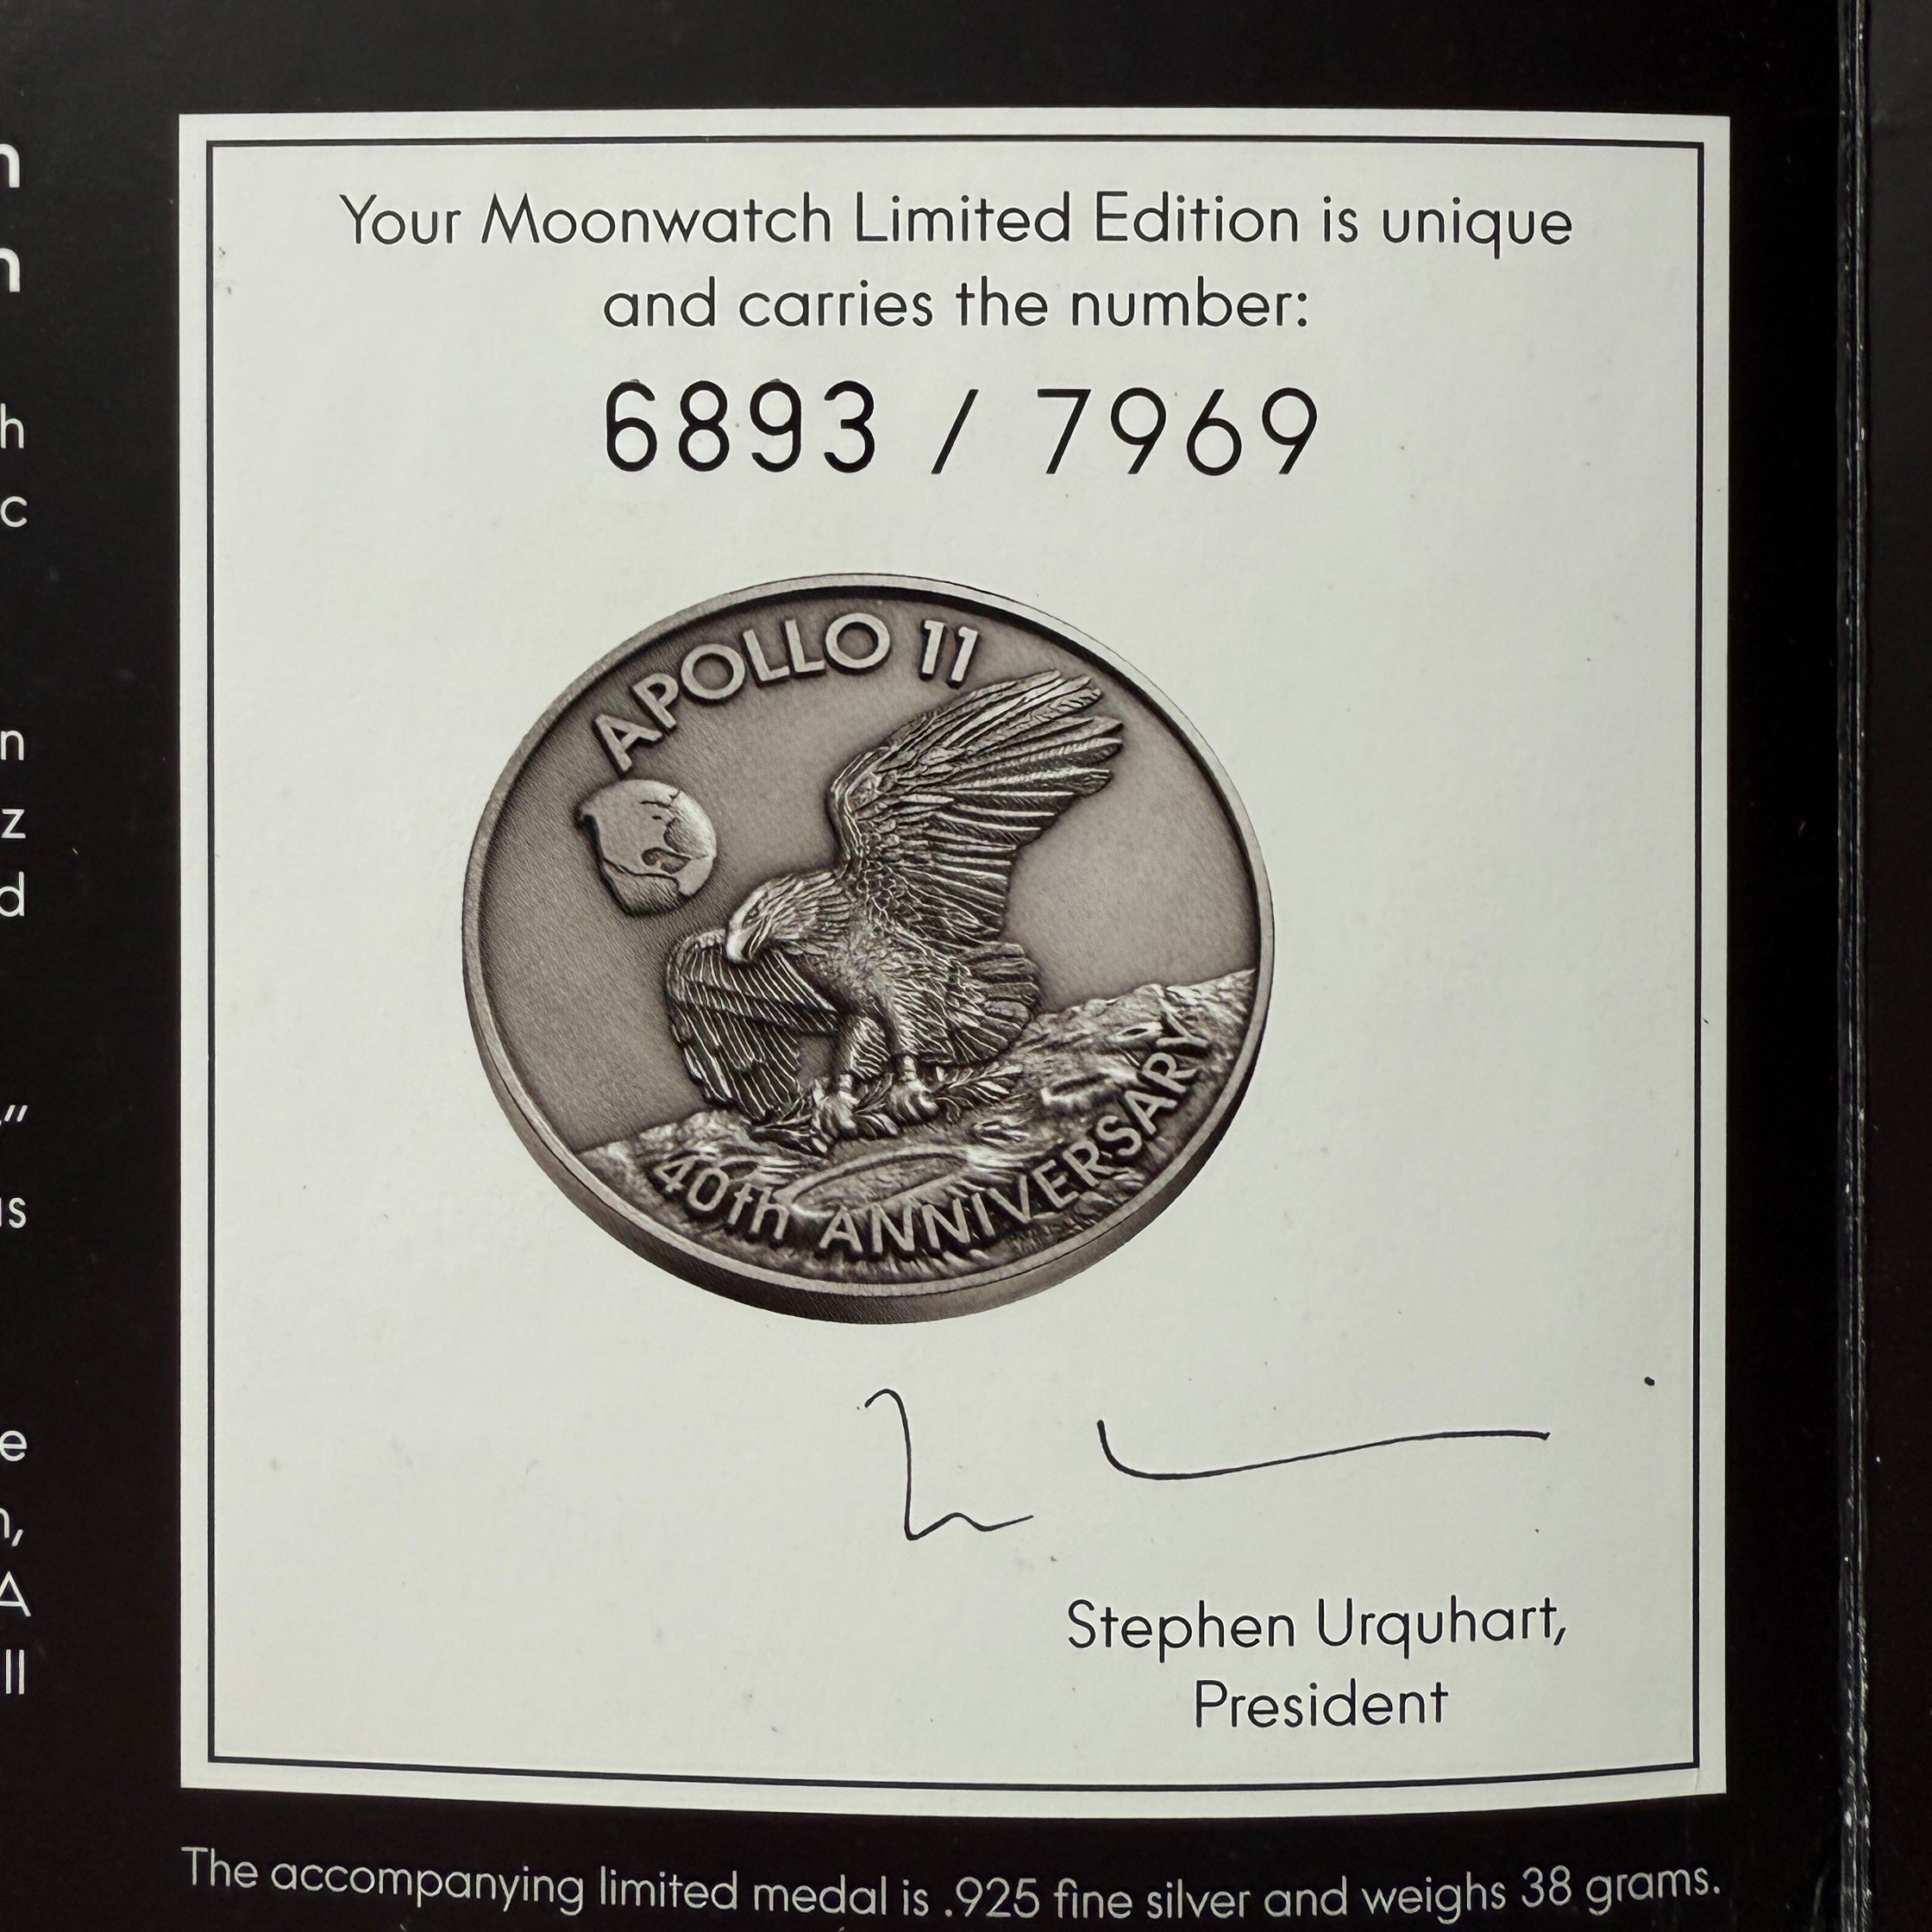 Your Moonwatch Limited Edition is unique
and carries the number:
6893 / 7969
APOLLO 11
40th ANNIVERSARY
Stephen Urquhart,
President
The accompanying limited medal is .925 fine silver and weighs 38 grams.